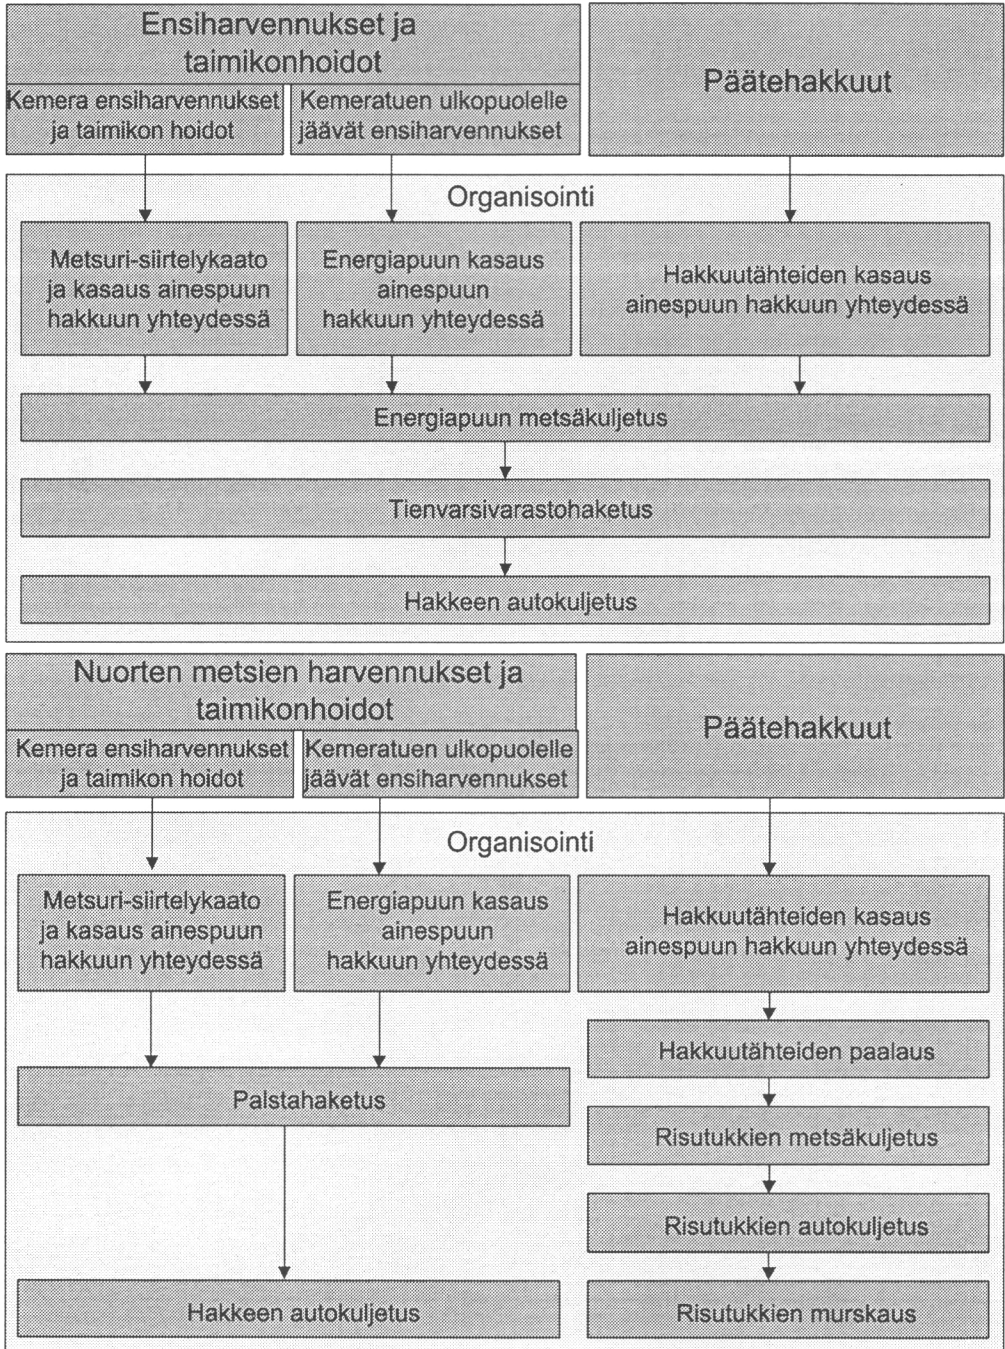 Ensiharvennukset ja
taimikonhoidot
Päätehakkuut
Kemera ensiharvennukset
ja taimikon hoidot
Kemeratuen ulkopuolelle
jäävät ensiharvennukset
Organisointi
Metsuri-siirtelykaato
ja kasaus ainespuun
hakkuun yhteydessä
Energiapuun kasaus
ainespuun
hakkuun yhteydessä
Hakkuutähteiden kasaus
ainespuun hakkuun yhteydessä
Energiapuun metsäkuljetus
Tienvarsivarastohaketus
Hakkeen autokuljetus
Nuorten metsien harvennukset ja
taimikonhoidot
Päätehakkuut
Kemera ensiharvennukset
ja taimikon hoidot
Kemeratuen ulkopuolelle
jäävät ensiharvennukset
Organisointi
Metsuri-siirtelykaato
ja kasaus ainespuun
hakkuun yhteydessä
Energiapuun kasaus
ainespuun
hakkuun yhteydessä
Hakkuutähteiden kasaus
ainespuun hakkuun yhteydessä
Hakkuutähteiden paalaus
Palstahaketus
Risutukkien metsäkuljetus
Risutukkien autokuljetus
Hakkeen autokuljetus
Risutukkien murskaus